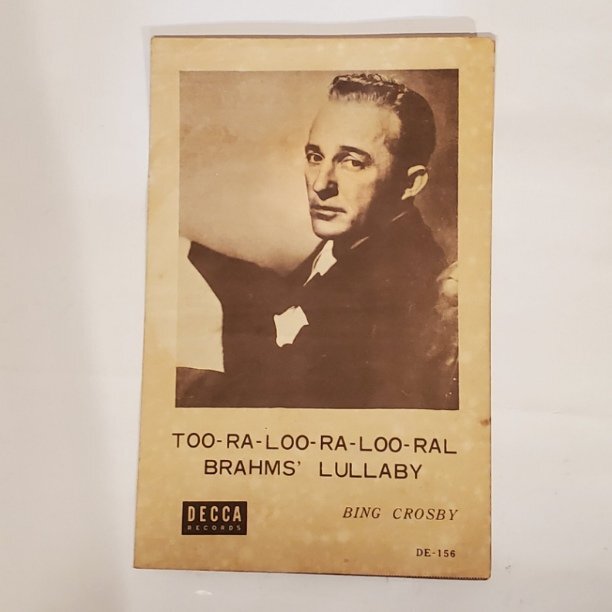 TOO-RA-LOO-RA-LOO-RAL
BRAHMS' LULLABY
DECCA
RECORDS
BING CROSBY
DE-156